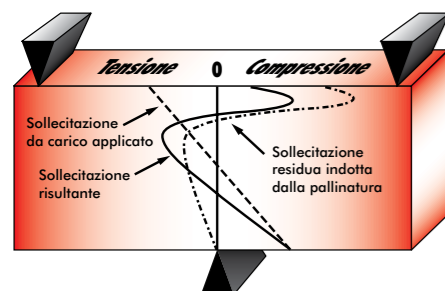 Tensione 0 Compressione
Sollecitazione
da carico applicato
Sollecitazione
risultante
Sollecitazione
residua indotta
dalla pallinatura